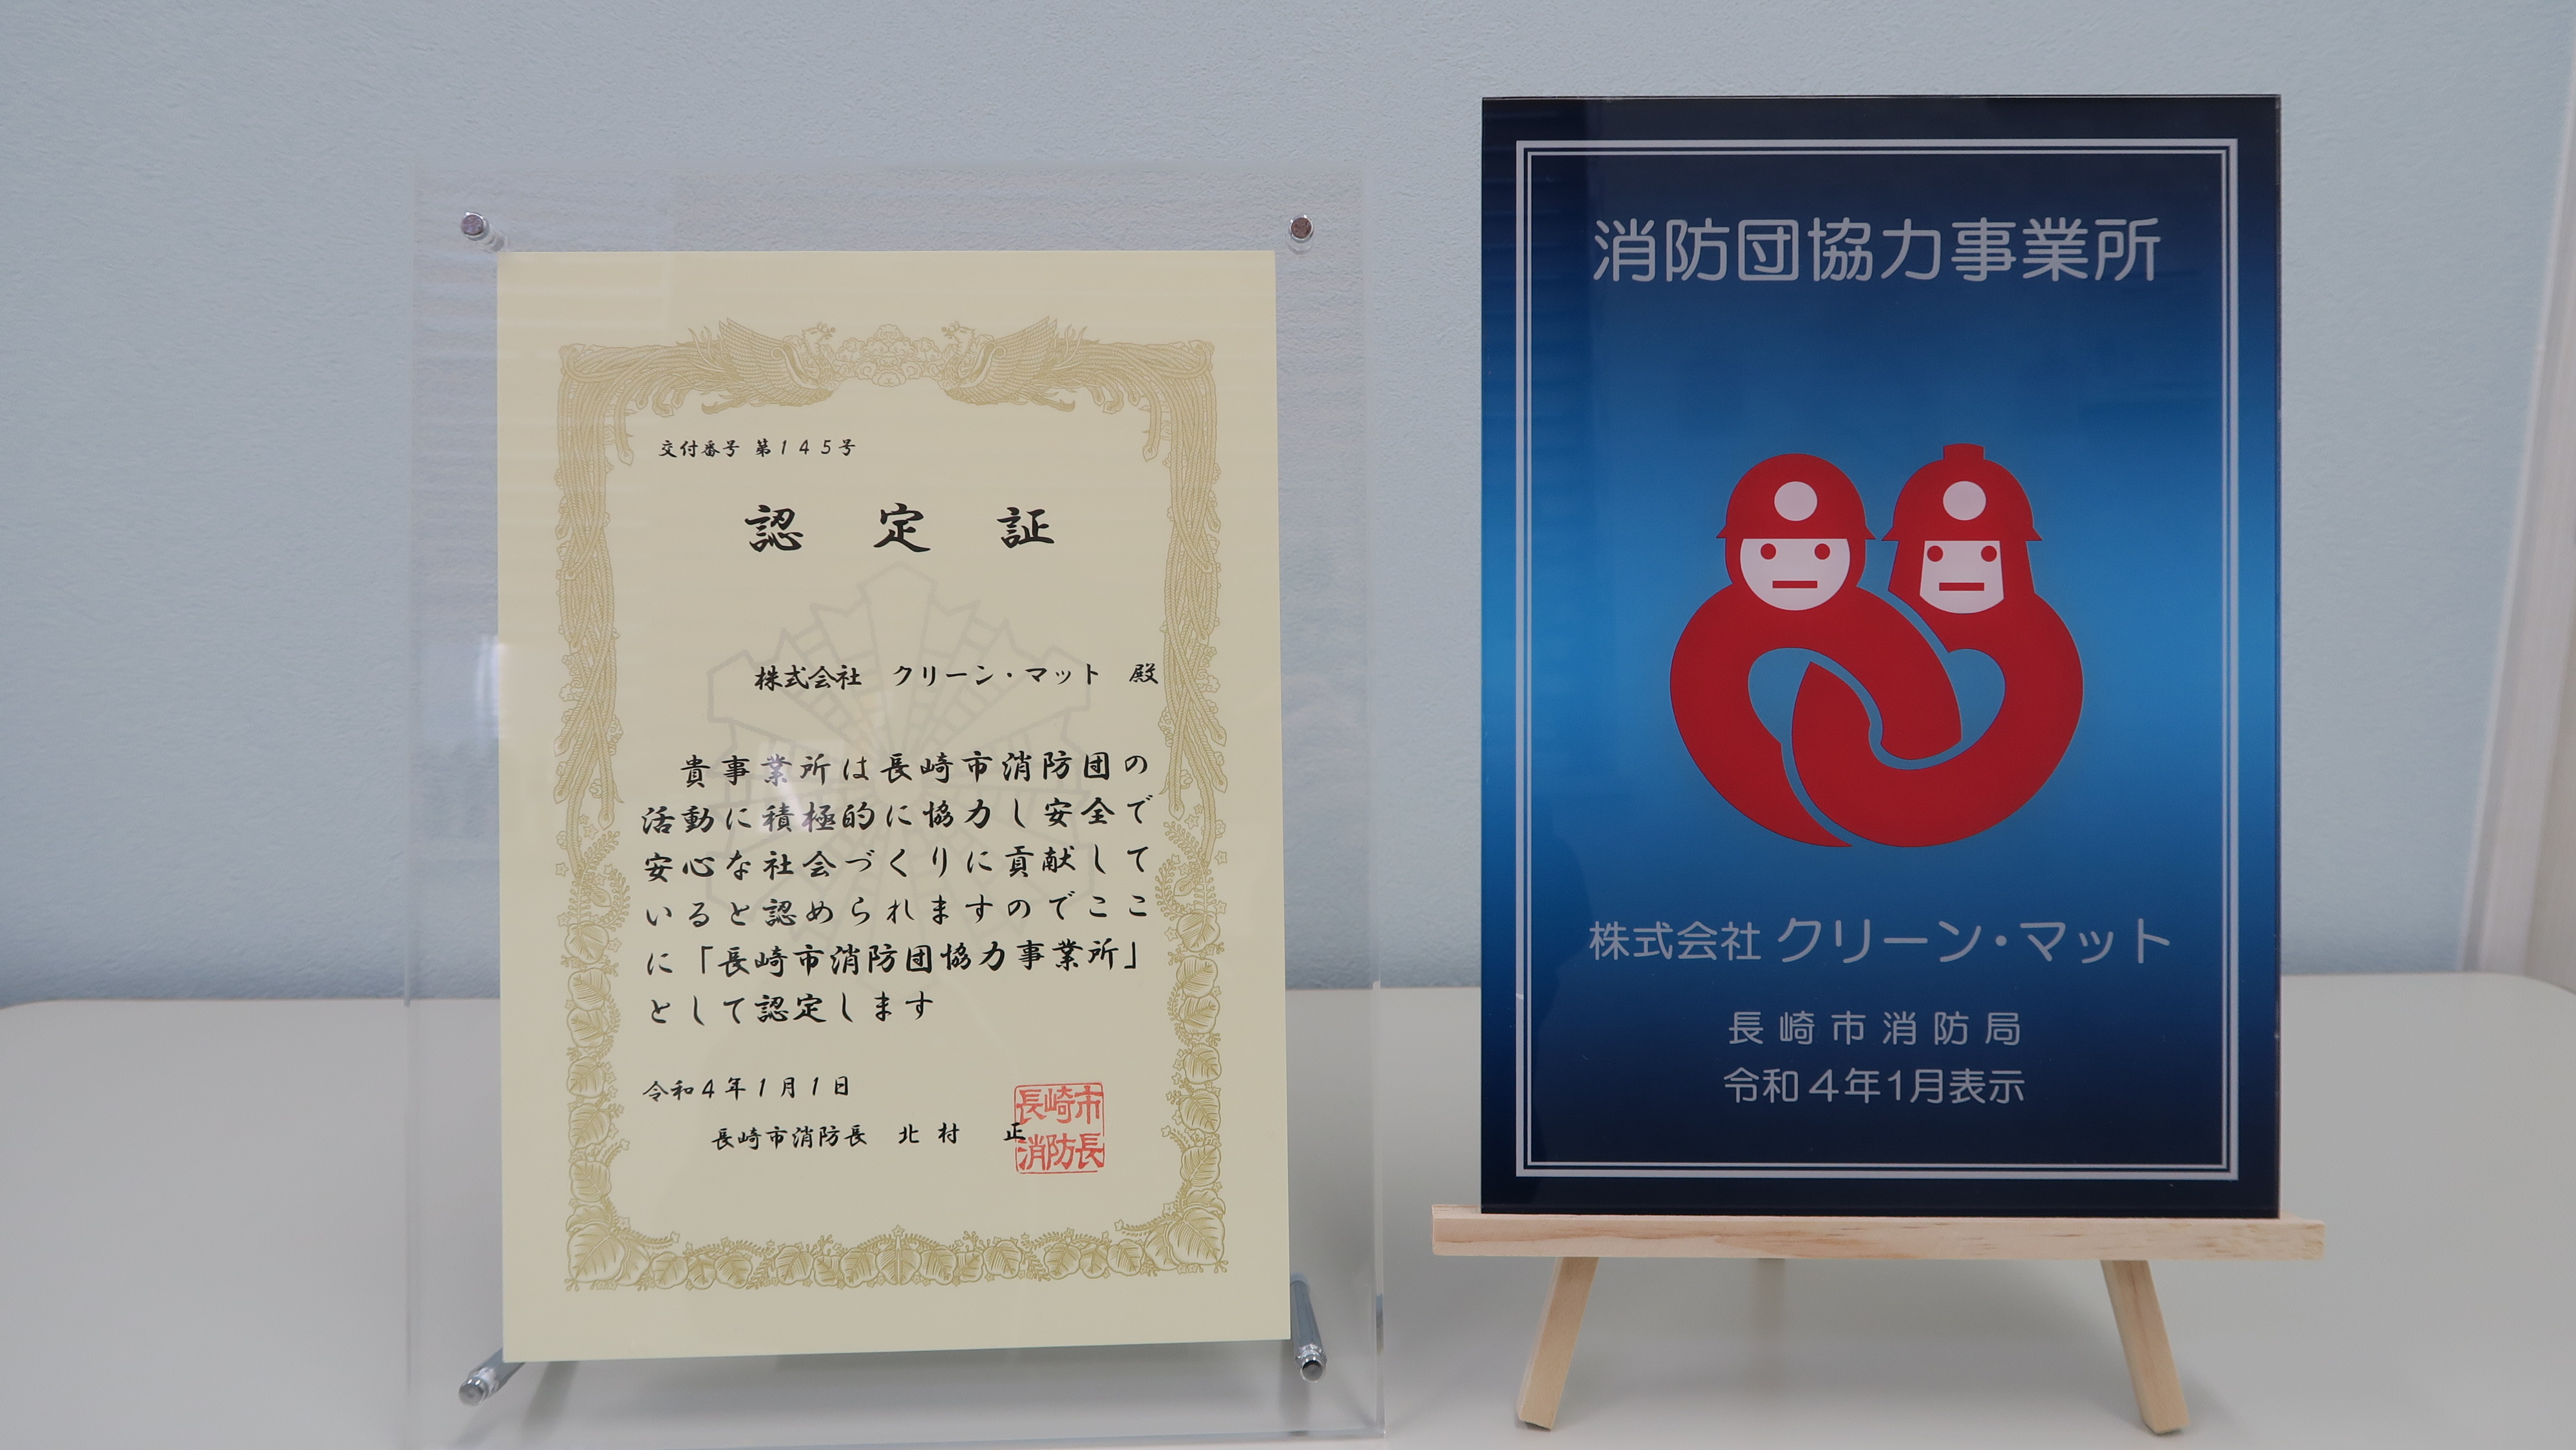 交付番号 第145号
認定証
株式会社 クリーン・マット 殿
貴事業所は長崎市消防団の
活動に積極的に協力し安全で
安心な社会づくりに貢献して
いると認められますのでここ
に「長崎市消防団協力事業所」
として認定します
令和4年1月1日
長崎市消防長 北村 正
長崎市
消防長
消防団協力事業所
株式会社 クリーン・マット
長崎市消防局
令和4年1月表示